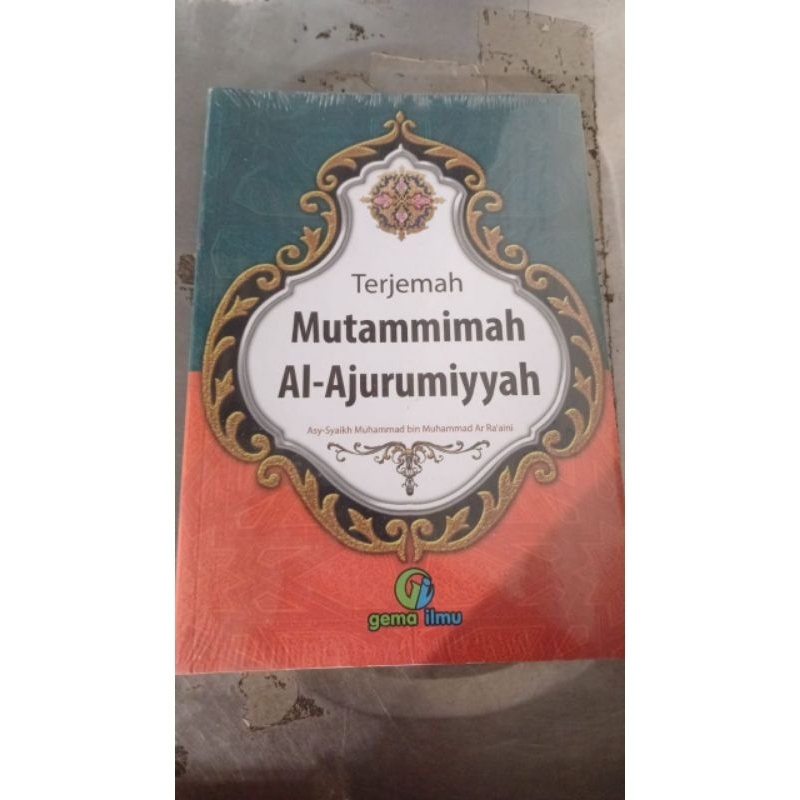 Terjemah
Mutammimah
Al-Ajurumiyyah
Asy-Syaikh Muhammad bin Muhammad Ar Ra'aini
gema ilmu